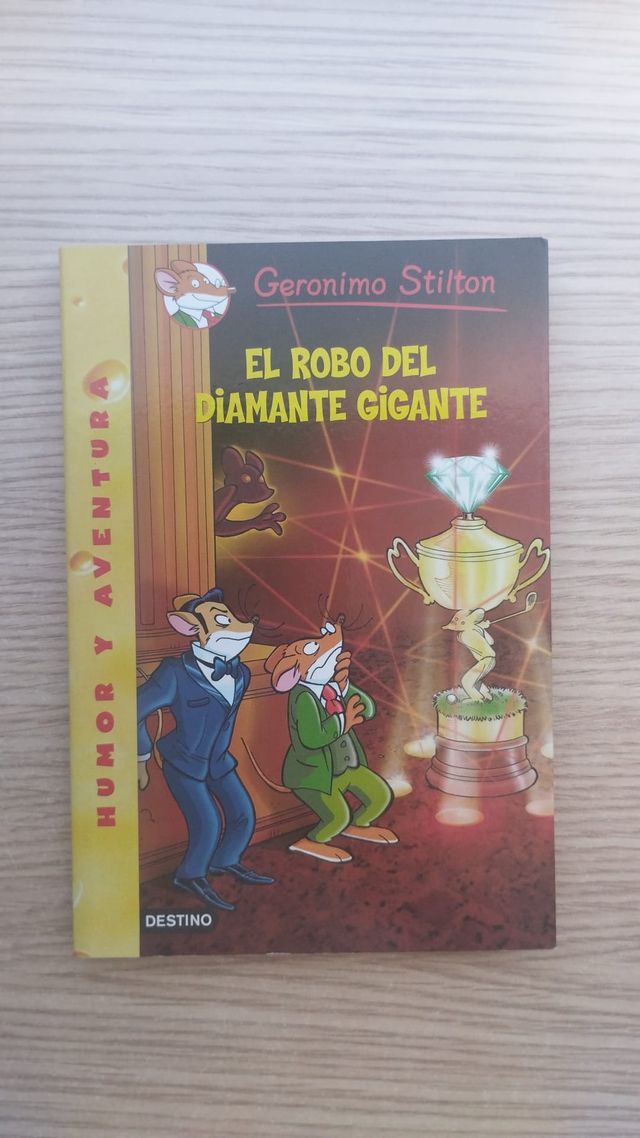 Geronimo Stilton
EL ROBO DEL
DIAMANTE GIGANTE
HUMOR Y AVENTURA
DESTINO